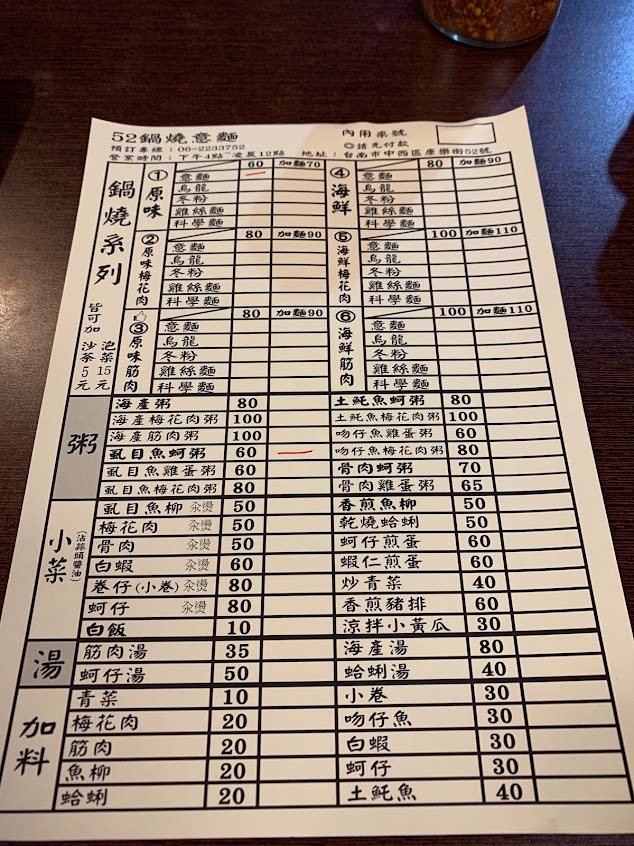 52鍋燒意麵 內用桌號
預訂專線：06-2233752 ◎請先付款
營業時間：下午4點~凌晨12點 地址：台南市中西區康樂街52號
鍋燒系列
皆可加 沙茶5元 泡菜15元
① 原味 60 加麵70
意麵
烏龍
冬粉
雞絲麵
科學麵
④ 海鮮 80 加麵90
意麵
烏龍
冬粉
雞絲麵
科學麵
② 原味梅花肉 80 加麵90
意麵
烏龍
冬粉
雞絲麵
科學麵
⑤ 海鮮梅花肉 100 加麵110
意麵
烏龍
冬粉
雞絲麵
科學麵
③ 原味筋肉 80 加麵90
意麵
烏龍
冬粉
雞絲麵
科學麵
⑥ 海鮮筋肉 100 加麵110
意麵
烏龍
冬粉
雞絲麵
科學麵
粥
海產粥 80 土魠魚蚵粥 80
海產梅花肉粥 100 土魠魚梅花肉粥 100
海產筋肉粥 100 吻仔魚雞蛋粥 60
虱目魚蚵粥 60 吻仔魚梅花肉粥 80
虱目魚雞蛋粥 60 骨肉蚵粥 70
虱目魚梅花肉粥 80 骨肉雞蛋粥 65
小菜 (沾蒜頭醬油)
虱目魚柳 汆燙 50 香煎魚柳 50
梅花肉 汆燙 50 乾燒蛤蜊 50
骨肉 汆燙 50 蚵仔煎蛋 60
白蝦 汆燙 60 蝦仁煎蛋 60
卷仔(小卷) 汆燙 80 炒青菜 40
蚵仔 汆燙 80 香煎豬排 60
白飯 10 涼拌小黃瓜 30
湯
筋肉湯 35 海產湯 80
蚵仔湯 50 蛤蜊湯 40
加料
青菜 10 小卷 30
梅花肉 20 吻仔魚 30
筋肉 20 白蝦 30
魚柳 20 蚵仔 30
蛤蜊 20 土魠魚 40